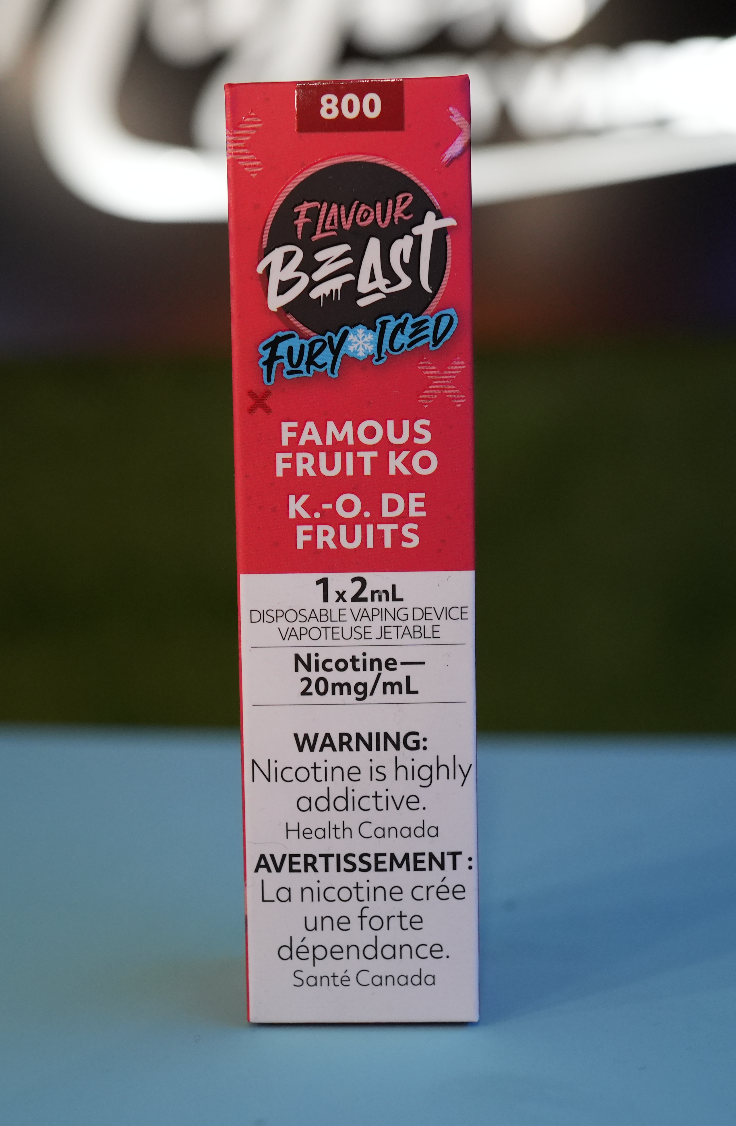 800
FLAVOUR
BEAST
FURY ICED
FAMOUS
FRUIT KO
K.-O. DE
FRUITS
1x2mL
DISPOSABLE VAPING DEVICE
VAPOTEUSE JETABLE
Nicotine—
20mg/mL
WARNING:
Nicotine is highly
addictive.
Health Canada
AVERTISSEMENT :
La nicotine crée
une forte
dépendance.
Santé Canada